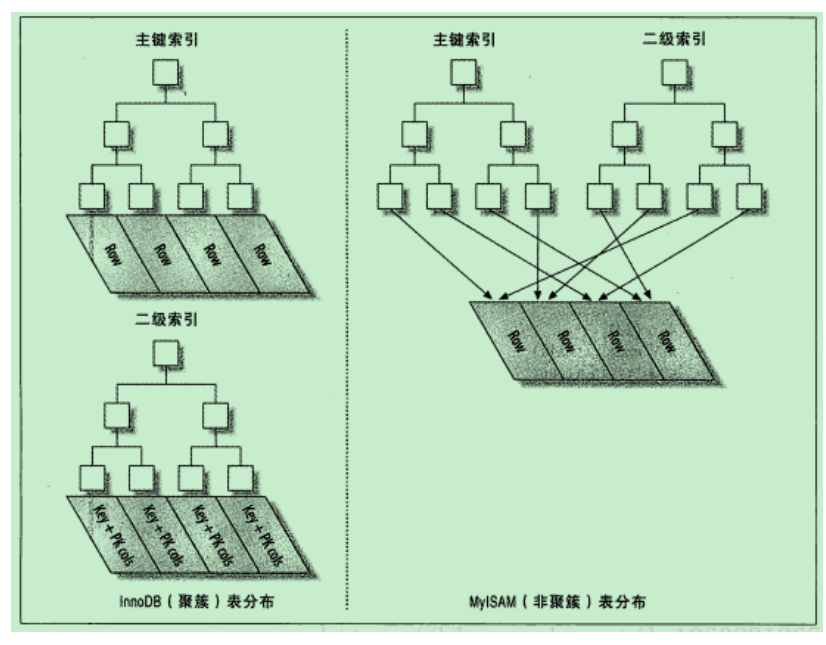 主键索引
Row
Row
Row
Row
二级索引
Key + PK cols
Key + PK cols
Key + PK cols
Key + PK cols
InnoDB（聚簇）表分布
主键索引
二级索引
Row
Row
Row
Row
MyISAM（非聚簇）表分布